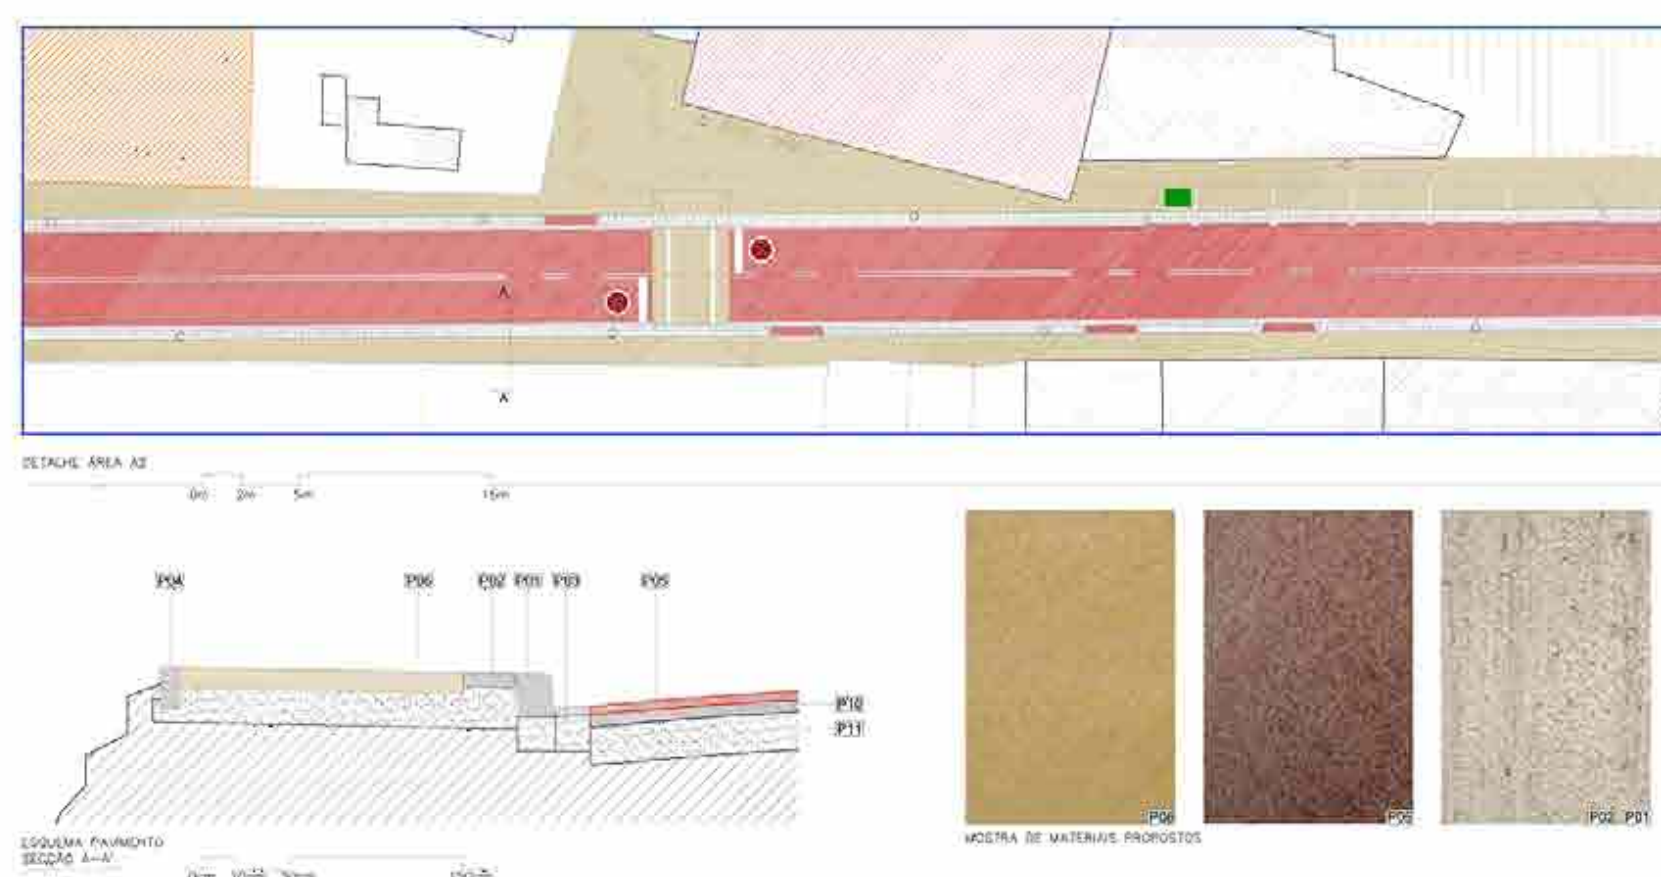 A
A'
DETALHE ÁREA A2
0m 2m 5m 15m
P04 P06 P02 P01 P03 P05
P10
P11
P06 P05 P02 P01
ESQUEMA PAVIMENTO
SECÇÃO A-A'
MOSTRA DE MATERIAIS PROPOSTOS